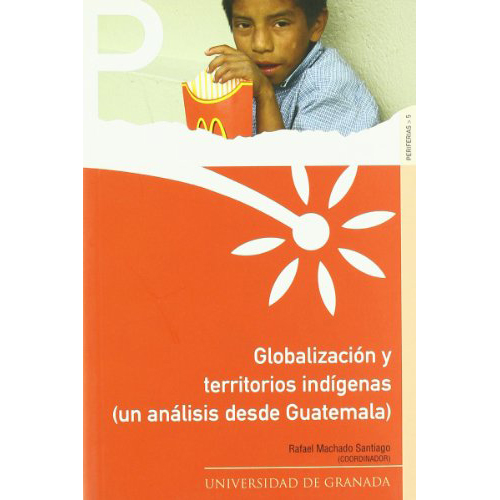 P
M
PERIFERIAS > 5
Globalización y
territorios indígenas
(un análisis desde Guatemala)
Rafael Machado Santiago
(COORDINADOR)
UNIVERSIDAD DE GRANADA